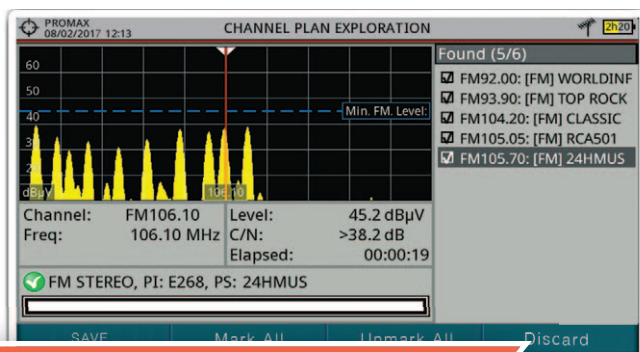 PROMAX
08/02/2017 12:13
CHANNEL PLAN EXPLORATION
2h20
60
50
40
dBµV
Min. FM. Level:
106.10
Found (5/6)
FM92.00: [FM] WORLDINF
FM93.90: [FM] TOP ROCK
FM104.20: [FM] CLASSIC
FM105.05: [FM] RCA501
FM105.70: [FM] 24HMUS
Channel: FM106.10
Freq: 106.10 MHz
Level: 45.2 dBµV
C/N: >38.2 dB
Elapsed: 00:00:19
FM STEREO, PI: E268, PS: 24HMUS
SAVE Mark All Unmark All Discard